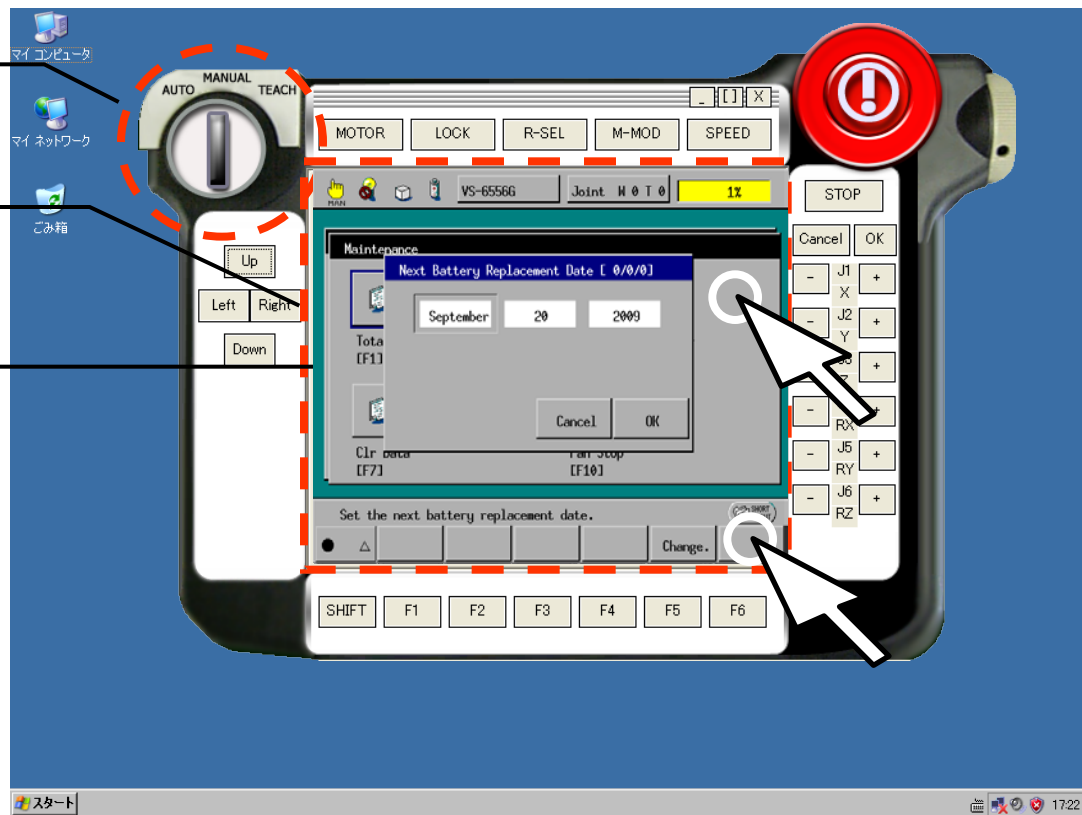 マイ コンピュータ
マイ ネットワーク
ごみ箱
AUTO MANUAL TEACH
_ [ ] X
MOTOR LOCK R-SEL M-MOD SPEED
MAN VS-6556G Joint W 0 T 0 1%
STOP
Cancel OK
Up
Left Right
Down
Maintenance
Next Battery Replacement Date [ 0/0/0]
September 20 2009
Tota
[F1]
Cancel OK
Clr Data Fan Stop
[F7] [F10]
Set the next battery replacement date.
SHORT
Change.
- J1 +
X
- J2 +
Y
+
- +
RX
- J5 +
RY
- J6 +
RZ
SHIFT F1 F2 F3 F4 F5 F6
スタート
17:22